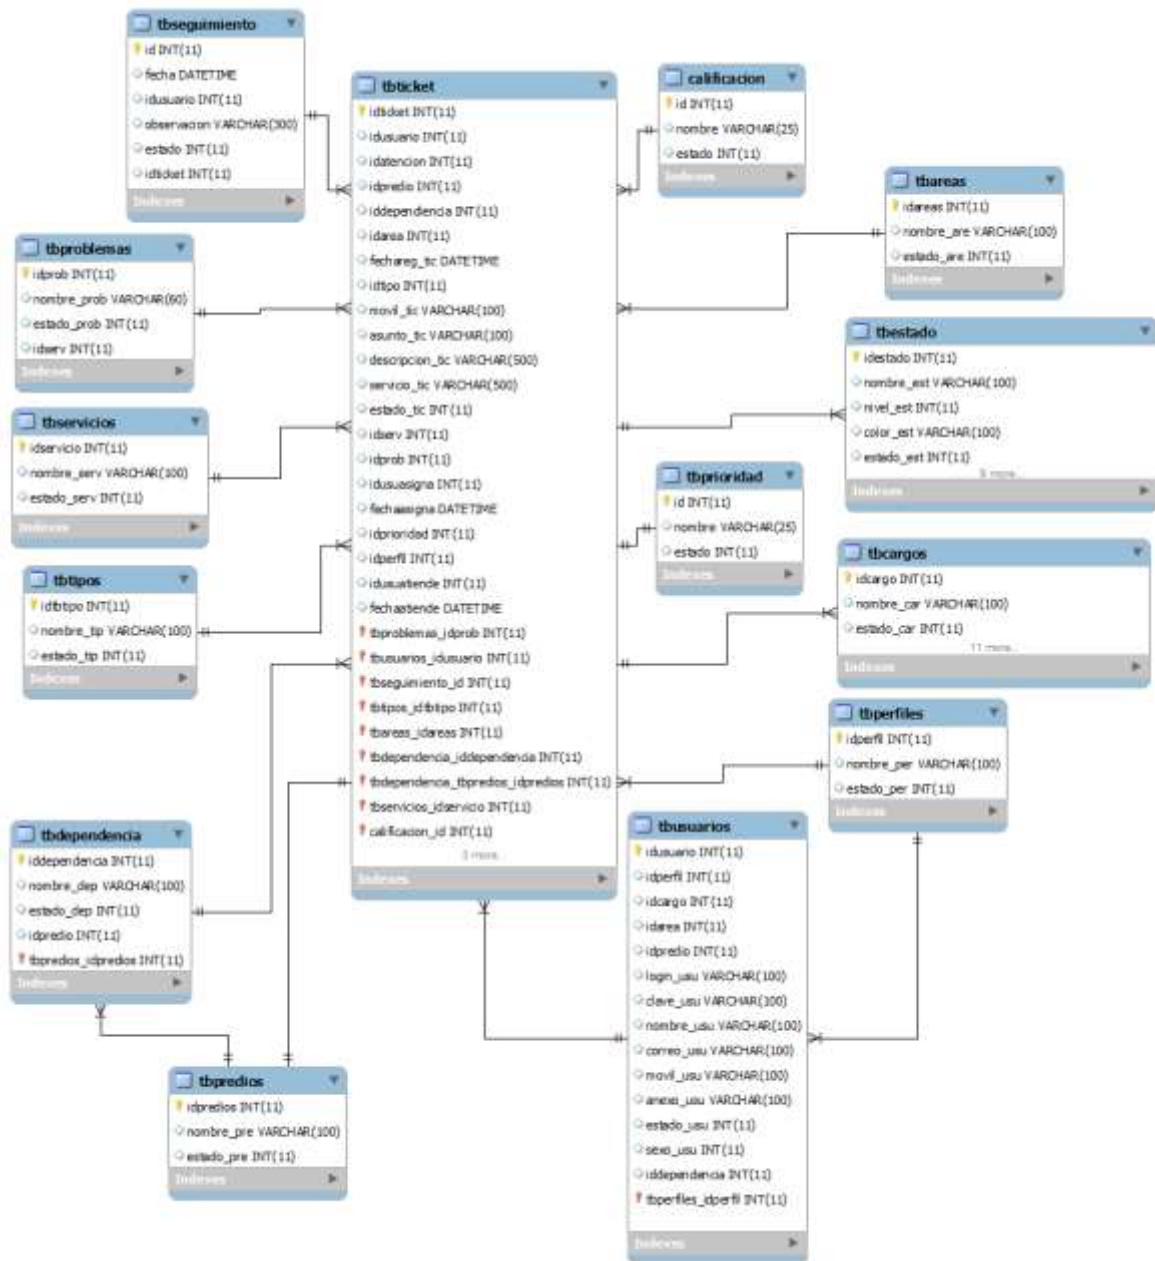 tbseguimiento
id INT(11)
fecha DATETIME
idusuario INT(11)
observacion VARCHAR(300)
estado INT(11)
idticket INT(11)
Indexes
tbticket
idticket INT(11)
idusuario INT(11)
idatencion INT(11)
idpredio INT(11)
iddependiencia INT(11)
idarea INT(11)
fechareg_tic DATETIME
idtipo INT(11)
movil_tic VARCHAR(100)
asunto_tic VARCHAR(100)
descripcion_tic VARCHAR(500)
servicio_tic VARCHAR(500)
estado_tic INT(11)
idserv INT(11)
idprob INT(11)
idusuasigna INT(11)
fechaasigna DATETIME
idprioridad INT(11)
idperfil INT(11)
idusuatiende INT(11)
fechaatiende DATETIME
tbproblemas_idprob INT(11)
tbusuarios_idusuario INT(11)
tbseguimiento_id INT(11)
tbtipos_idtbtipo INT(11)
tbareas_idareas INT(11)
tbdependencia_iddependencia INT(11)
tbdependencia_tbpredios_idpredios INT(11)
tbservicios_idservicio INT(11)
calificacion_id INT(11)
3 more...
Indexes
calificacion
id INT(11)
nombre VARCHAR(25)
estado INT(11)
Indexes
tbareas
idareas INT(11)
nombre_are VARCHAR(100)
estado_are INT(11)
Indexes
tbproblemas
idprob INT(11)
nombre_prob VARCHAR(60)
estado_prob INT(11)
idserv INT(11)
Indexes
tbestado
idestado INT(11)
nombre_est VARCHAR(100)
nivel_est INT(11)
color_est VARCHAR(100)
estado_est INT(11)
more...
Indexes
tbservicios
idservicio INT(11)
nombre_serv VARCHAR(100)
estado_serv INT(11)
Indexes
tbprioridad
id INT(11)
nombre VARCHAR(25)
estado INT(11)
Indexes
tbtipos
idtbtipo INT(11)
nombre_tip VARCHAR(100)
estado_tip INT(11)
Indexes
tbcargos
idcargo INT(11)
nombre_car VARCHAR(100)
estado_car INT(11)
11 more...
Indexes
tbperfiles
idperfil INT(11)
nombre_per VARCHAR(100)
estado_per INT(11)
Indexes
tbdependencia
iddependencia INT(11)
nombre_dep VARCHAR(100)
estado_dep INT(11)
idpredio INT(11)
tbpredios_idpredios INT(11)
Indexes
tbusuarios
idusuario INT(11)
idperfil INT(11)
idcargo INT(11)
idarea INT(11)
idpredio INT(11)
login_usu VARCHAR(100)
clave_usu VARCHAR(100)
nombre_usu VARCHAR(100)
correo_usu VARCHAR(100)
movil_usu VARCHAR(100)
anexo_usu VARCHAR(100)
estado_usu INT(11)
sexo_usu INT(11)
iddependencia INT(11)
tbperfiles_idperfil INT(11)
Indexes
tbpredios
idpredios INT(11)
nombre_pre VARCHAR(100)
estado_pre INT(11)
Indexes